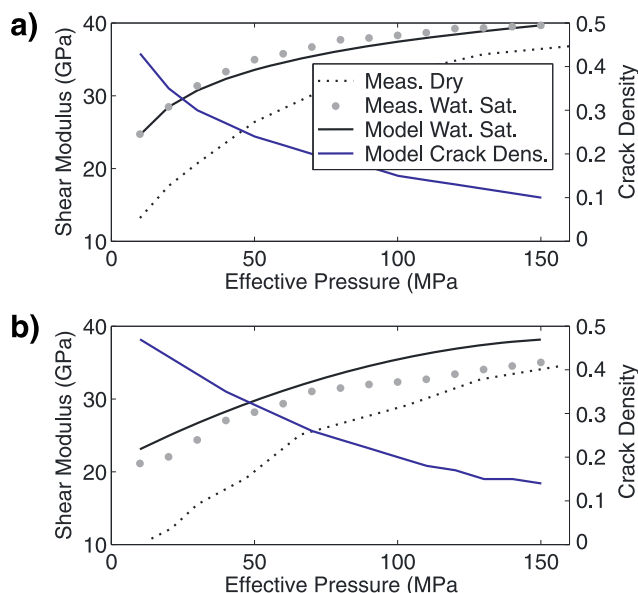 a)
40
30
20
10
Shear Modulus (GPa)
0.5
0.4
0.3
0.2
0.1
0
Crack Density
Meas. Dry
Meas. Wat. Sat.
Model Wat. Sat.
Model Crack Dens.
50
100
150
Effective Pressure (MPa
b)
40
30
20
10
Shear Modulus (GPa)
0.5
0.4
0.3
0.2
0.1
0
Crack Density
50
100
150
Effective Pressure (MPa